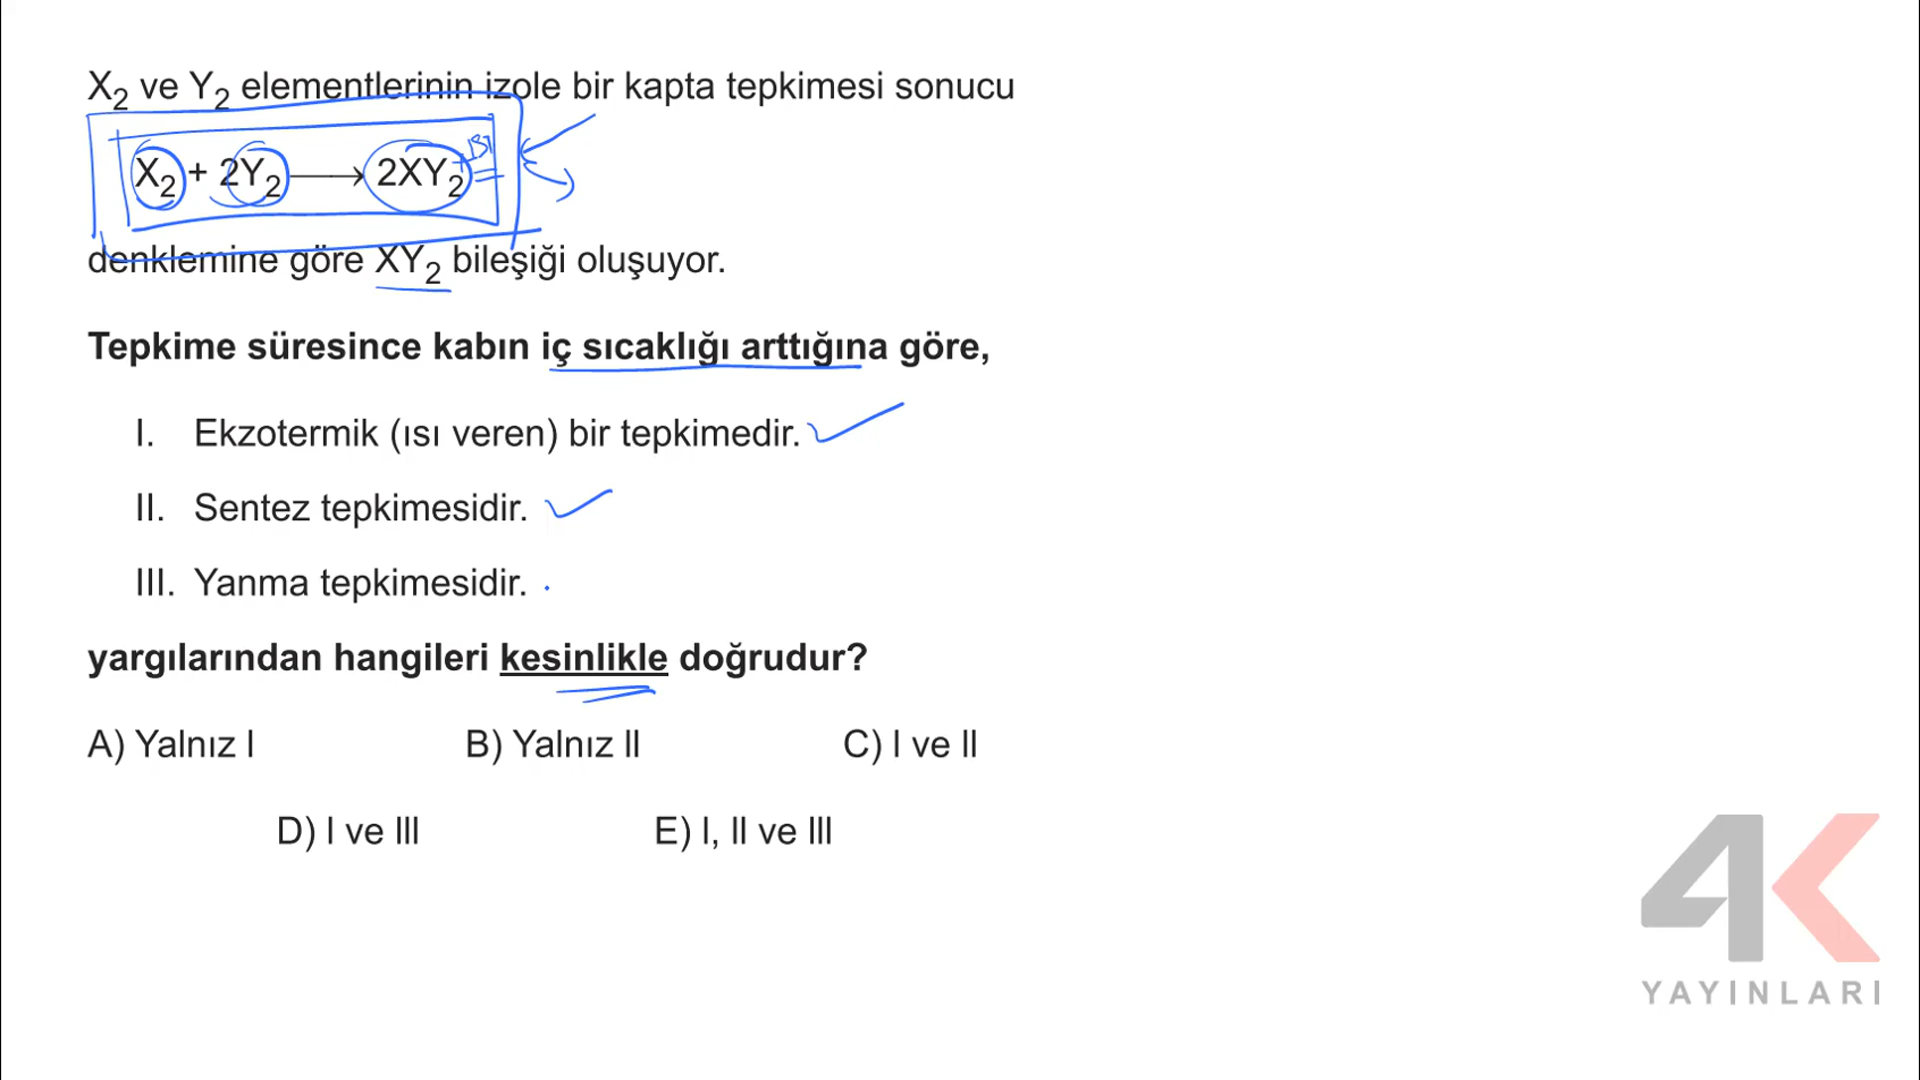 X₂ ve Y₂ elementlerinin izole bir kapta tepkimesi sonucu
X₂ + 2Y₂ ⟶ 2XY₂ +ısı
denklemine göre XY₂ bileşiği oluşuyor.
Tepkime süresince kabın iç sıcaklığı arttığına göre,
I. Ekzotermik (ısı veren) bir tepkimedir.
II. Sentez tepkimesidir.
III. Yanma tepkimesidir.
yargılarından hangileri kesinlikle doğrudur?
A) Yalnız I B) Yalnız II C) I ve II
D) I ve III E) I, II ve III
4K
YAYINLARI